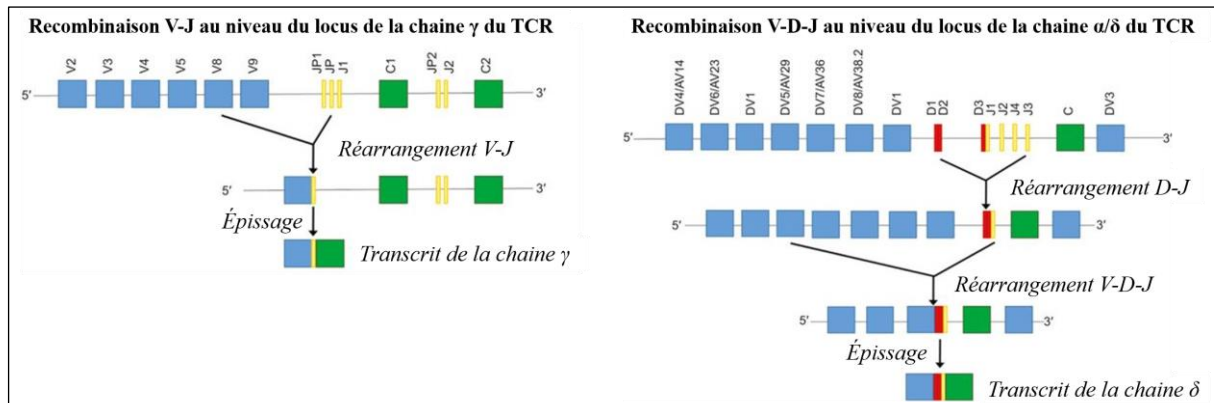 Recombinaison V-J au niveau du locus de la chaine γ du TCR
V2 V3 V4 V5 V8 V9 JP1 JP J1 C1 JP2 J2 C2
5' 3'
Réarrangement V-J
5' 3'
Épissage
Transcrit de la chaine γ
Recombinaison V-D-J au niveau du locus de la chaine α/δ du TCR
DV4/AV14 DV6/AV23 DV1 DV5/AV29 DV7/AV36 DV8/AV38.2 DV1 D1 D2 D3 J1 J2 J4 J3 C DV3
5' 3'
Réarrangement D-J
5' 3'
Réarrangement V-D-J
5' 3'
Épissage
Transcrit de la chaine δ